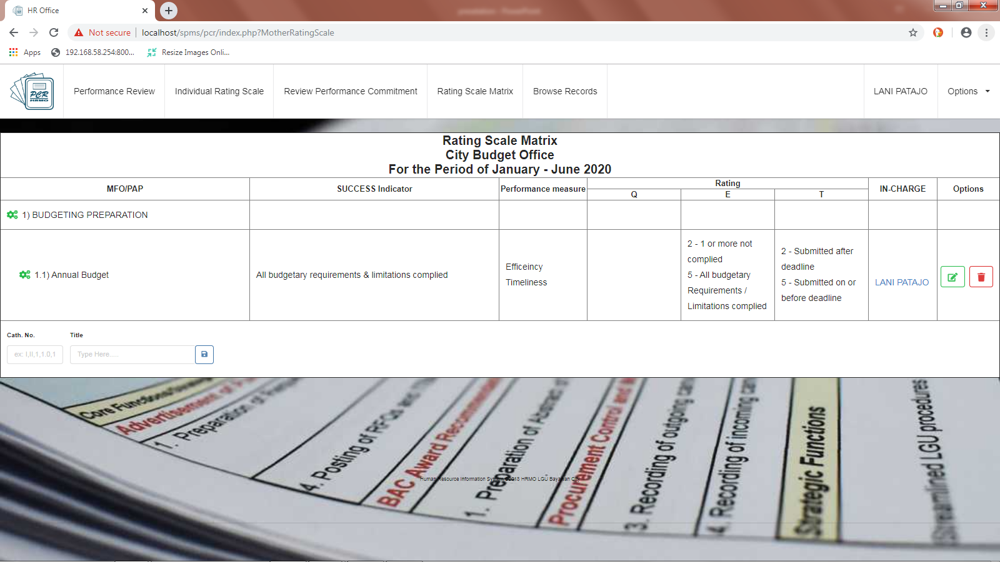 presentation - PowerPoint
HR Office
Not secure
localhost/spms/pcr/index.php?MotherRatingScale
Apps
192.168.58.254:800...
Resize Images Onli...
PCR
HRMO
Performance Review
Individual Rating Scale
Review Performance Commitment
Rating Scale Matrix
Browse Records
LANI PATAJO
Options
Rating Scale Matrix
City Budget Office
For the Period of January - June 2020
MFO/PAP
SUCCESS Indicator
Performance measure
Rating
Q
E
T
IN-CHARGE
Options
1) BUDGETING PREPARATION
1.1) Annual Budget
All budgetary requirements & limitations complied
Efficeincy
Timeliness
2 - 1 or more not
complied
5 - All budgetary
Requirements /
Limitations complied
2 - Submitted after
deadline
5 - Submitted on or
before deadline
LANI PATAJO
Cath. No.
Title
ex: I,II,1,1.0,1
Type Here.....
Core Functions
Advertisement of
1. Preparation of
4. Posting of RFQs and
BAC Award Recommendation
1. Preparation of Abstract of
Procurement Control and
3. Recording of outgoing
4. Recording of incoming
Strategic Functions
Streamlined LGU procedures
Human Resource Information System ©2018 HRMO LGU Bayawan City